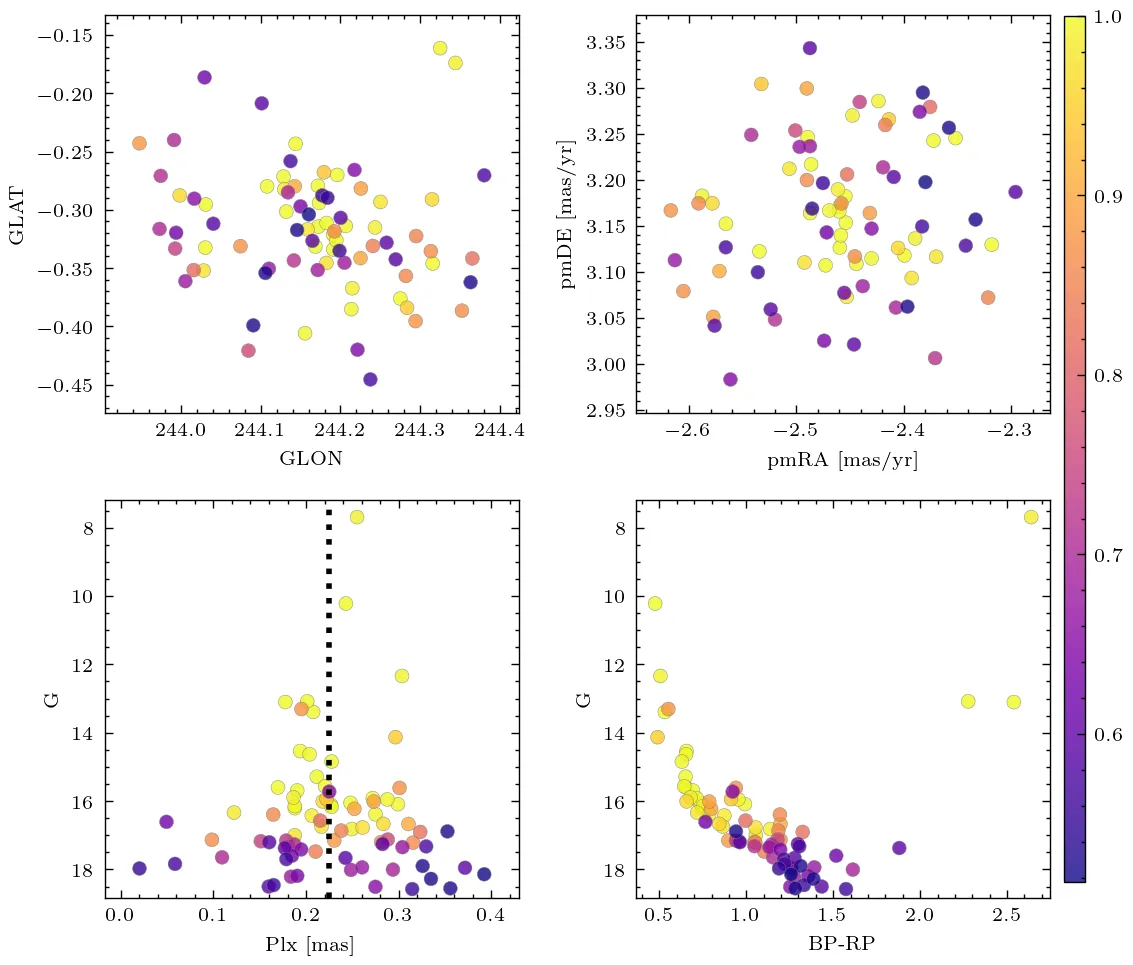 −0.15
−0.20
−0.25
−0.30
−0.35
−0.40
−0.45
GLAT
244.0 244.1 244.2 244.3 244.4
GLON
3.35
3.30
3.25
3.20
3.15
3.10
3.05
3.00
2.95
pmDE [mas/yr]
−2.6 −2.5 −2.4 −2.3
pmRA [mas/yr]
8
10
12
14
16
18
G
0.0 0.1 0.2 0.3 0.4
Plx [mas]
8
10
12
14
16
18
G
0.5 1.0 1.5 2.0 2.5
BP-RP
1.0
0.9
0.8
0.7
0.6